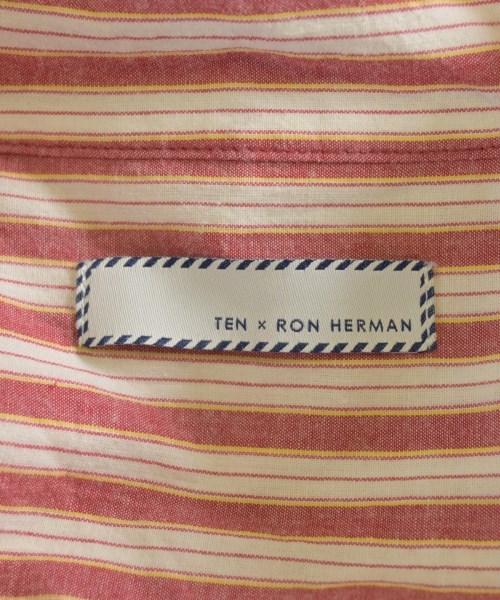 TEN × RON HERMAN